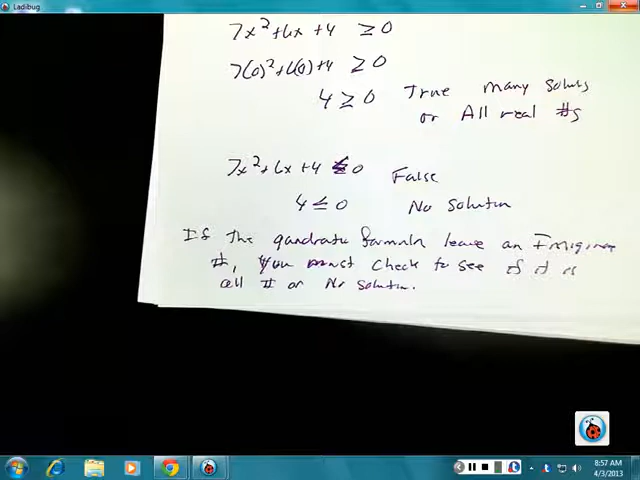 Ladibug
7x² + 6x + 4 ≥ 0
7(0)² + 6(0) + 4 ≥ 0
4 ≥ 0 True many solutns
or All real #s
7x² + 6x + 4 ≤ 0 False
4 ≤ 0 No Solution
If the quadratic formula leave an Imiginar
#, You must check to see if it is
all # or No Solution.
8:57 AM
4/3/2013